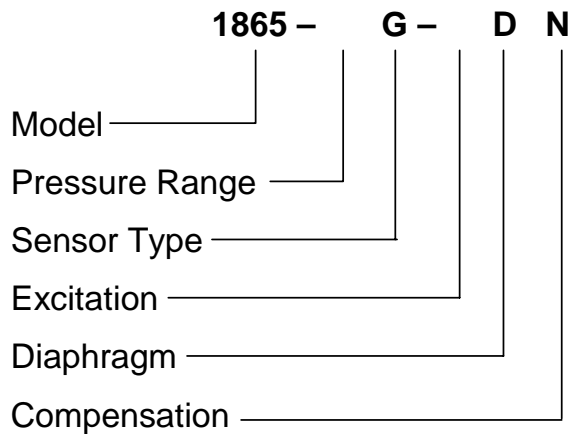 1865 – G – D N
Model
Pressure Range
Sensor Type
Excitation
Diaphragm
Compensation